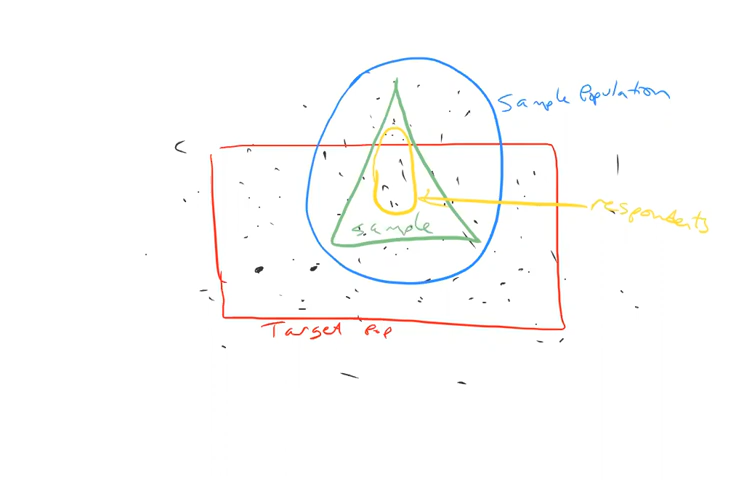 Sample Population
respondents
sample
Target Pop